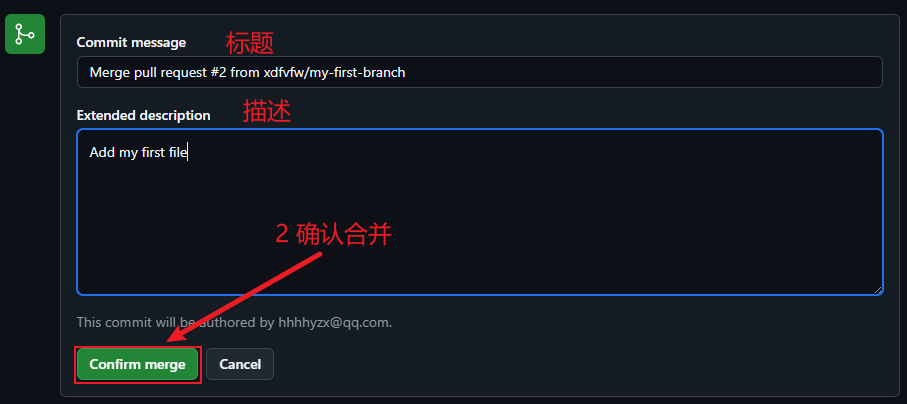 Commit message 标题
Merge pull request #2 from xdfvfw/my-first-branch
Extended description 描述
Add my first file
2 确认合并
This commit will be authored by hhhhyzx@qq.com.
Confirm merge Cancel